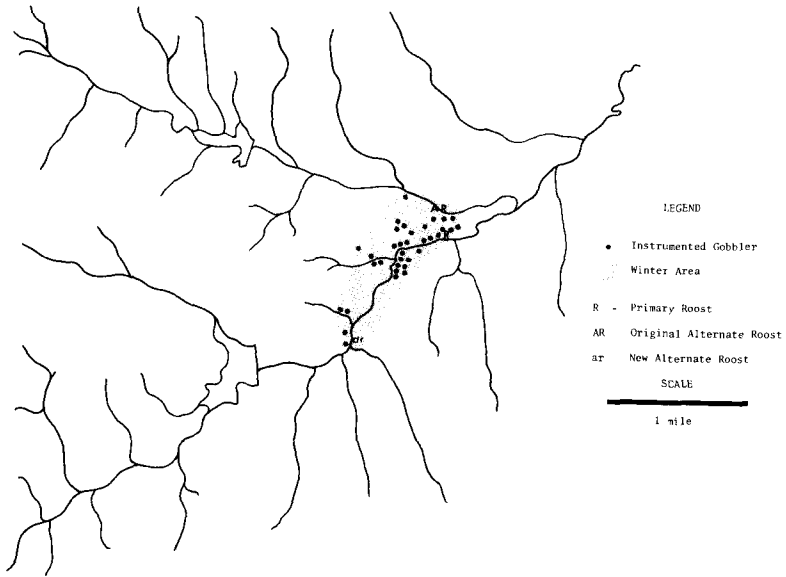 AR
R
ar
LEGEND
Instrumented Gobbler
Winter Area
R - Primary Roost
AR Original Alternate Roost
ar New Alternate Roost
SCALE
1 mile